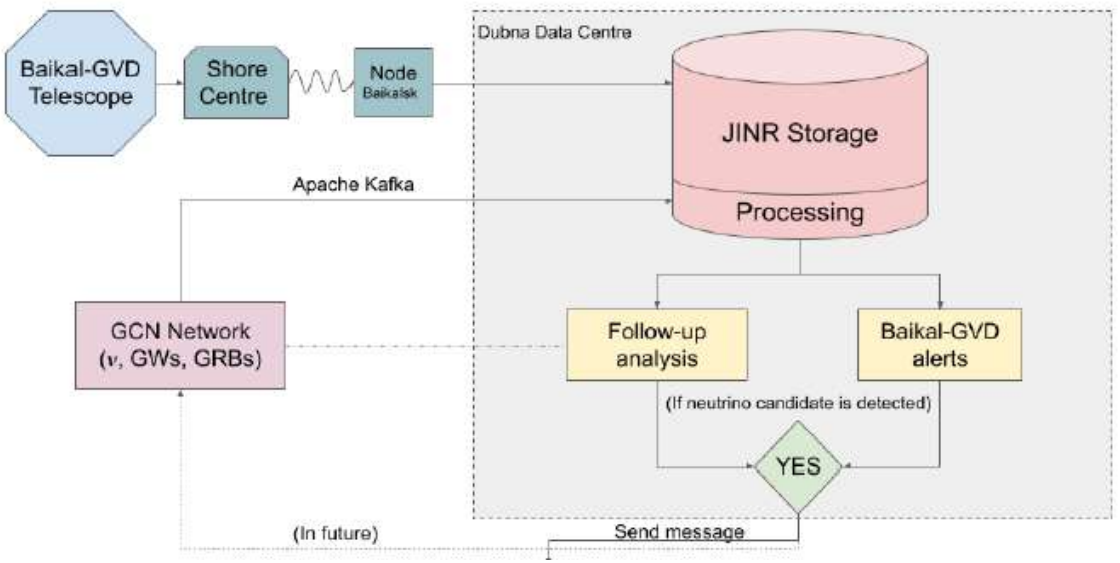 Dubna Data Centre
Baikal-GVD
Telescope
Shore
Centre
Node
Baikalsk
JINR Storage
Processing
Apache Kafka
GCN Network
(ν, GWs, GRBs)
Follow-up
analysis
Baikal-GVD
alerts
(If neutrino candidate is detected)
YES
(In future)
Send message